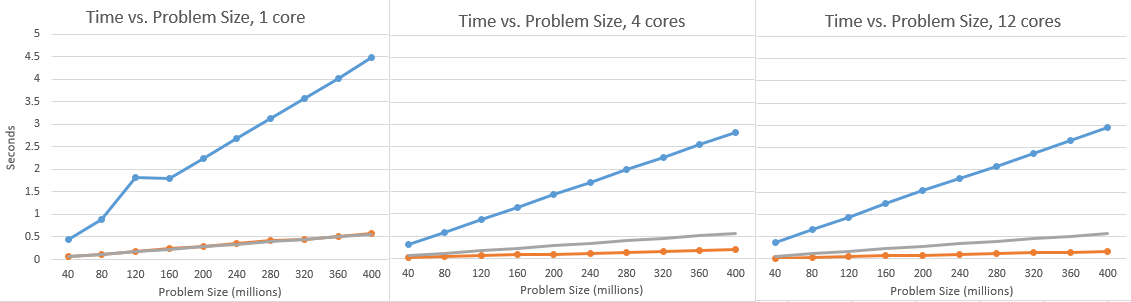 Time vs. Problem Size, 1 core
5
4.5
4
3.5
3
2.5
2
1.5
1
0.5
0
Seconds
40 80 120 160 200 240 280 320 360 400
Problem Size (millions)
Time vs. Problem Size, 4 cores
40 80 120 160 200 240 280 320 360 400
Problem Size (millions)
Time vs. Problem Size, 12 cores
40 80 120 160 200 240 280 320 360 400
Problem Size (millions)